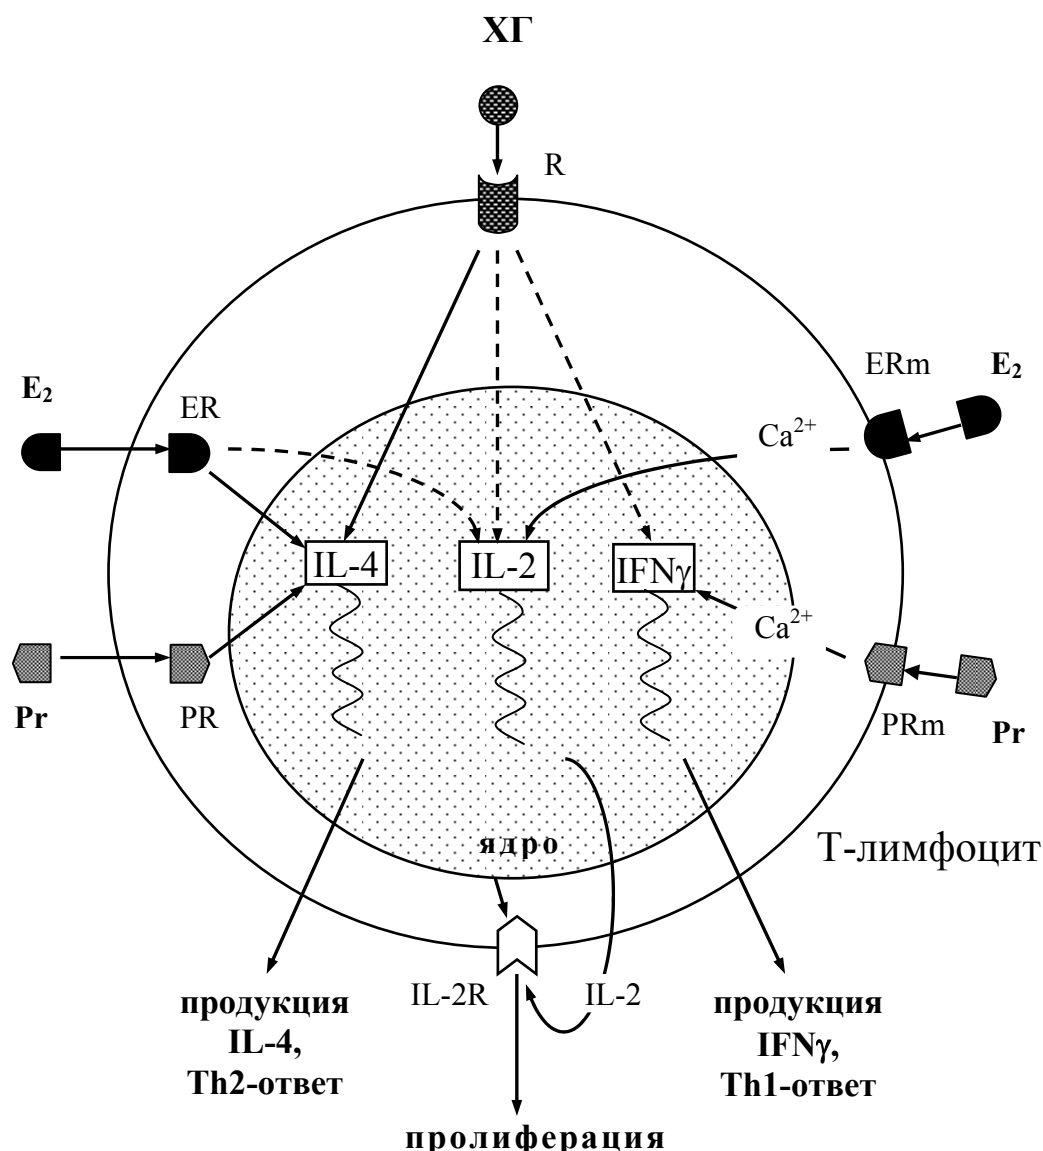 ХГ
R
E₂
ER
ERm
E₂
Ca²⁺
IL-4
IL-2
IFNγ
Ca²⁺
Pr
PR
PRm
Pr
ядро
Т-лимфоцит
IL-2R
IL-2
продукция
IL-4,
Th2-ответ
продукция
IFNγ,
Th1-ответ
пролиферация